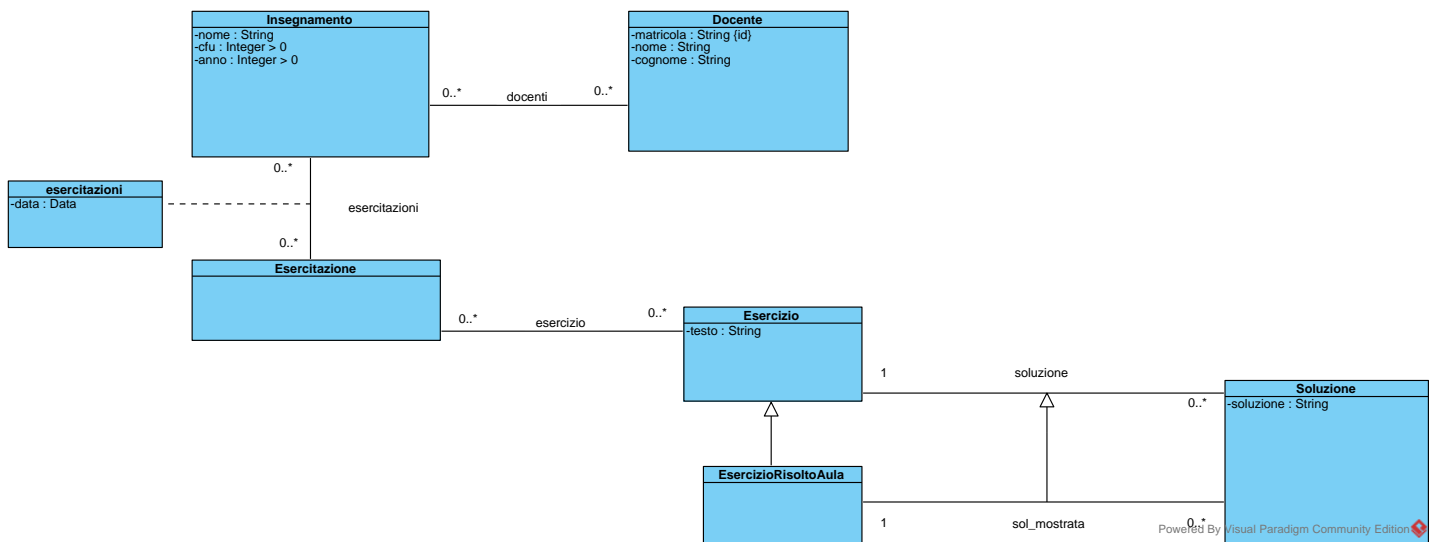 Insegnamento
-nome : String
-cfu : Integer > 0
-anno : Integer > 0
Docente
-matricola : String {id}
-nome : String
-cognome : String
0..*
docenti
0..*
0..*
esercitazioni
-data : Data
esercitazioni
0..*
Esercitazione
0..*
esercizio
0..*
Esercizio
-testo : String
1
soluzione
0..*
Soluzione
-soluzione : String
EsercizioRisoltoAula
1
sol_mostrata
0..*
Powered By Visual Paradigm Community Edition